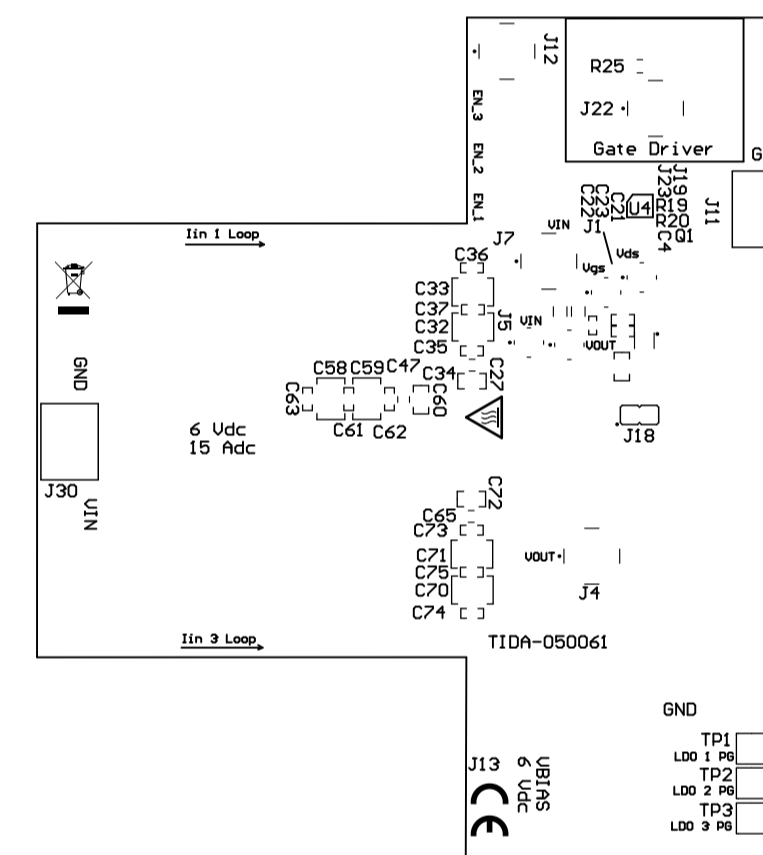 J12
R25
J22
EN_3
EN_2
EN_1
Gate Driver
G
J19
J23
C21
C23
C22
U4
R19
R20
C4
Q1
J11
Iin 1 Loop
J7
VIN
J1
Vds
Vgs
C36
C33
C37
C32
C35
J5
VIN
VOUT
GND
C58
C59
C47
C34
C27
C63
C60
C61
C62
6 Vdc
15 Adc
J18
J30
VIN
C72
C65
C73
C71
C75
C70
C74
VOUT
J4
Iin 3 Loop
TIDA-050061
GND
TP1
LDO 1 PG
TP2
LDO 2 PG
TP3
LDO 3 PG
J13
VBIAS
6 Vdc
CE